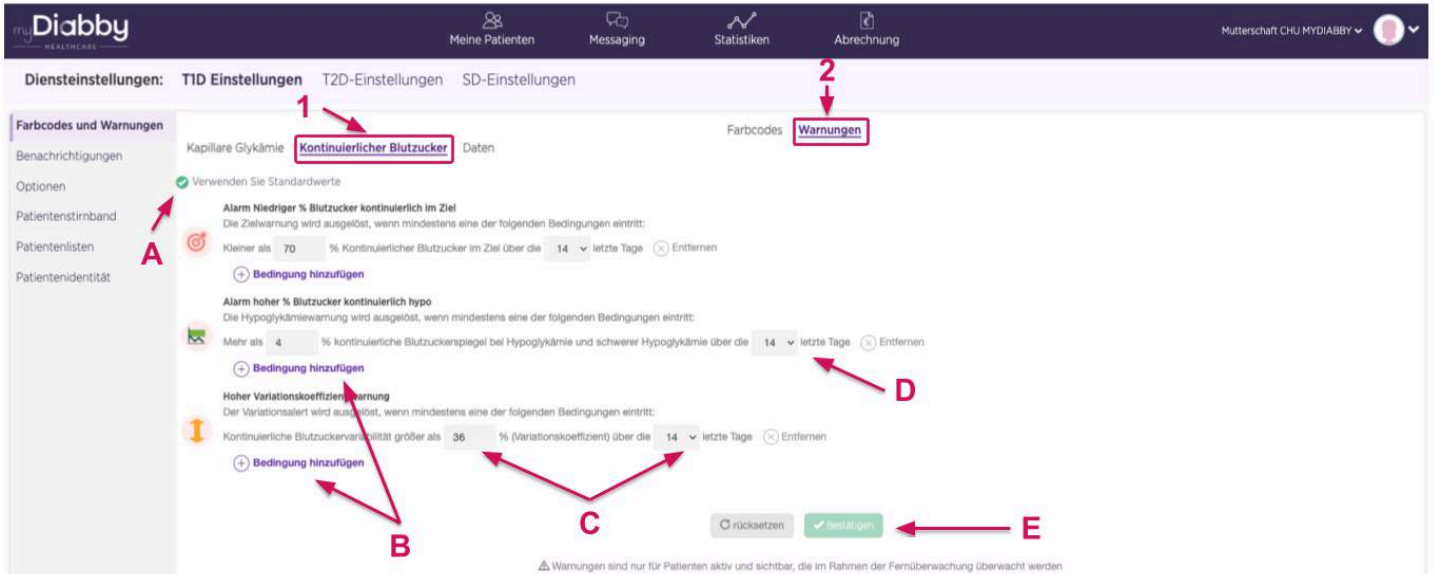 myDiabby
HEALTHCARE
Meine Patienten
Messaging
Statistiken
Abrechnung
Mutterschaft CHU MYDIABBY
Diensteinstellungen: T1D Einstellungen T2D-Einstellungen SD-Einstellungen
1
2
Farbcodes und Warnungen
Benachrichtigungen
Optionen
Patientenstirnband
Patientenlisten
Patientenidentität
Farbcodes Warnungen
Kapillare Glykämie Kontinuierlicher Blutzucker Daten
Verwenden Sie Standardwerte
A
Alarm Niedriger % Blutzucker kontinuierlich im Ziel
Die Zielwarnung wird ausgelöst, wenn mindestens eine der folgenden Bedingungen eintritt:
Kleiner als 70 % Kontinuierlicher Blutzucker im Ziel über die 14 letzte Tage Entfernen
Bedingung hinzufügen
Alarm hoher % Blutzucker kontinuierlich hypo
Die Hypoglykämiewarnung wird ausgelöst, wenn mindestens eine der folgenden Bedingungen eintritt:
Mehr als 4 % kontinuierliche Blutzuckerspiegel bei Hypoglykämie und schwerer Hypoglykämie über die 14 letzte Tage Entfernen
Bedingung hinzufügen
D
Hoher Variationskoeffizien arnung
Der Variationsalert wird ausgelöst, wenn mindestens eine der folgenden Bedingungen eintritt:
Kontinuierliche Blutzuckervariabilität größer als 36 % (Variationskoeffizient) über die 14 letzte Tage Entfernen
Bedingung hinzufügen
B
C
rücksetzen
Bestätigen
E
Warnungen sind nur für Patienten aktiv und sichtbar, die im Rahmen der Fernüberwachung überwacht werden